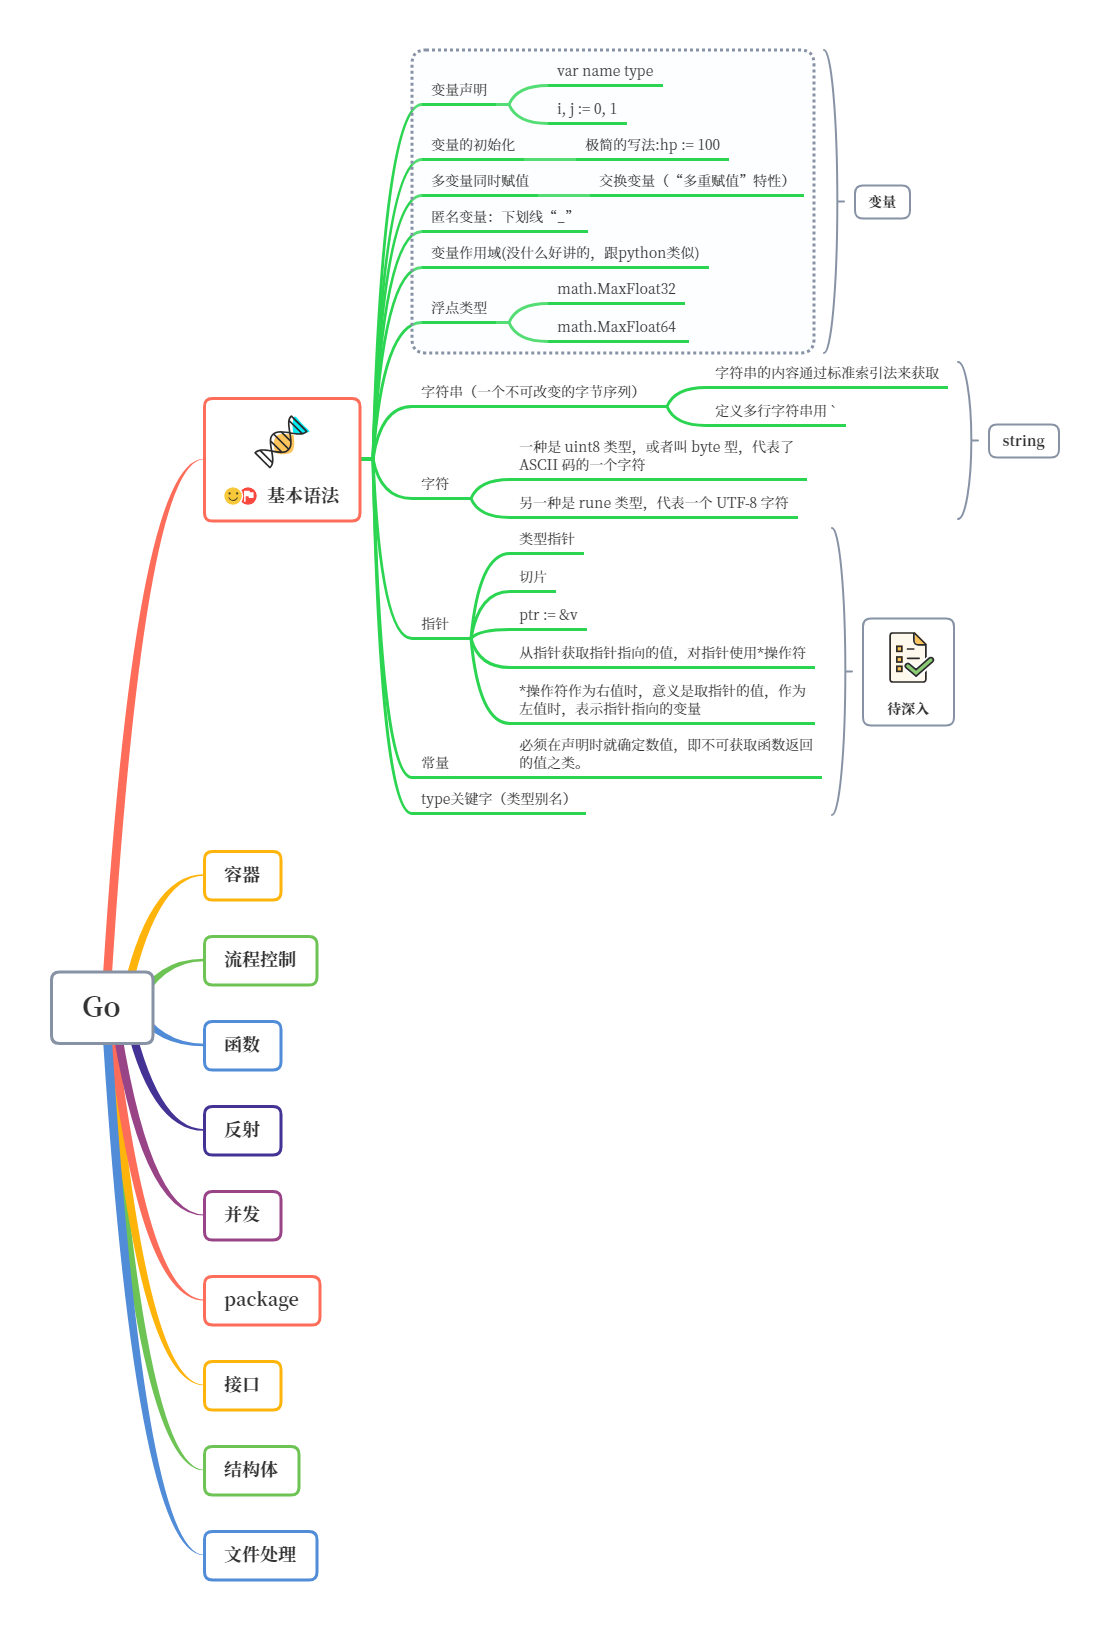 Go
基本语法
变量声明
var name type
i, j := 0, 1
变量的初始化
极简的写法:hp := 100
多变量同时赋值
交换变量（“多重赋值”特性）
匿名变量：下划线“_”
变量作用域(没什么好讲的，跟python类似)
浮点类型
math.MaxFloat32
math.MaxFloat64
变量
字符串（一个不可改变的字节序列）
字符串的内容通过标准索引法来获取
定义多行字符串用 `
字符
一种是 uint8 类型，或者叫 byte 型，代表了
ASCII 码的一个字符
另一种是 rune 类型，代表一个 UTF-8 字符
string
指针
类型指针
切片
ptr := &v
从指针获取指针指向的值，对指针使用*操作符
*操作符作为右值时，意义是取指针的值，作为
左值时，表示指针指向的变量
常量
必须在声明时就确定数值，即不可获取函数返回
的值之类。
type关键字（类型别名）
待深入
容器
流程控制
函数
反射
并发
package
接口
结构体
文件处理